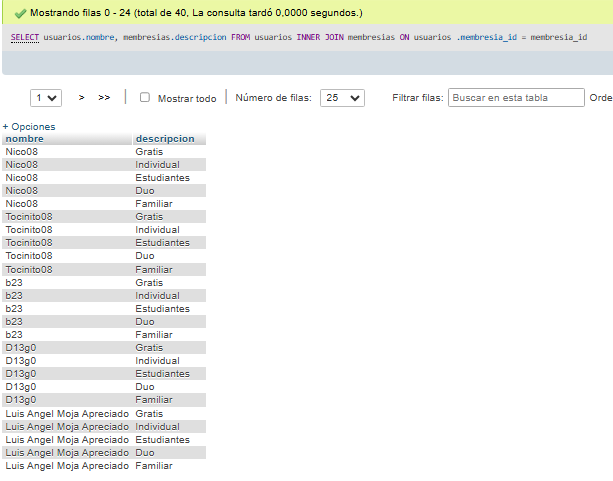 Mostrando filas 0 - 24 (total de 40, La consulta tardó 0,0000 segundos.)
SELECT usuarios.nombre, membresias.descripcion FROM usuarios INNER JOIN membresias ON usuarios .membresia_id = membresia_id
1 > >> Mostrar todo Número de filas: 25 Filtrar filas: Buscar en esta tabla Orde
+ Opciones
nombre descripcion
Nico08 Gratis
Nico08 Individual
Nico08 Estudiantes
Nico08 Duo
Nico08 Familiar
Tocinito08 Gratis
Tocinito08 Individual
Tocinito08 Estudiantes
Tocinito08 Duo
Tocinito08 Familiar
b23 Gratis
b23 Individual
b23 Estudiantes
b23 Duo
b23 Familiar
D13g0 Gratis
D13g0 Individual
D13g0 Estudiantes
D13g0 Duo
D13g0 Familiar
Luis Angel Moja Apreciado Gratis
Luis Angel Moja Apreciado Individual
Luis Angel Moja Apreciado Estudiantes
Luis Angel Moja Apreciado Duo
Luis Angel Moja Apreciado Familiar